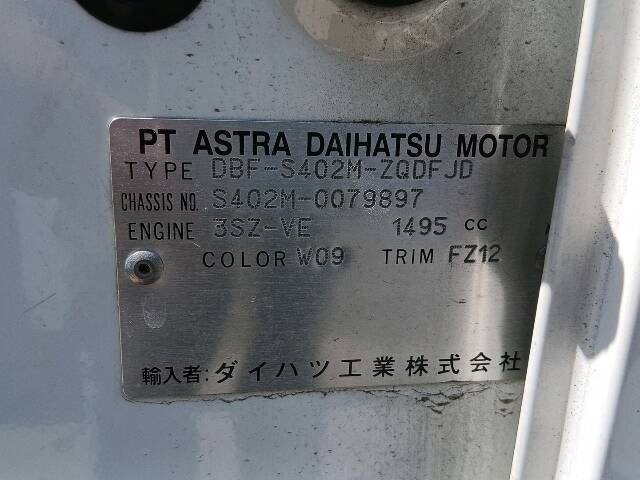 PT ASTRA DAIHATSU MOTOR
TYPE DBF-S402M-ZQDFJD
CHASSIS NO. S402M-0079897
ENGINE 3SZ-VE 1495 cc
COLOR W09 TRIM FZ12
輸入者:ダイハツ工業株式会社